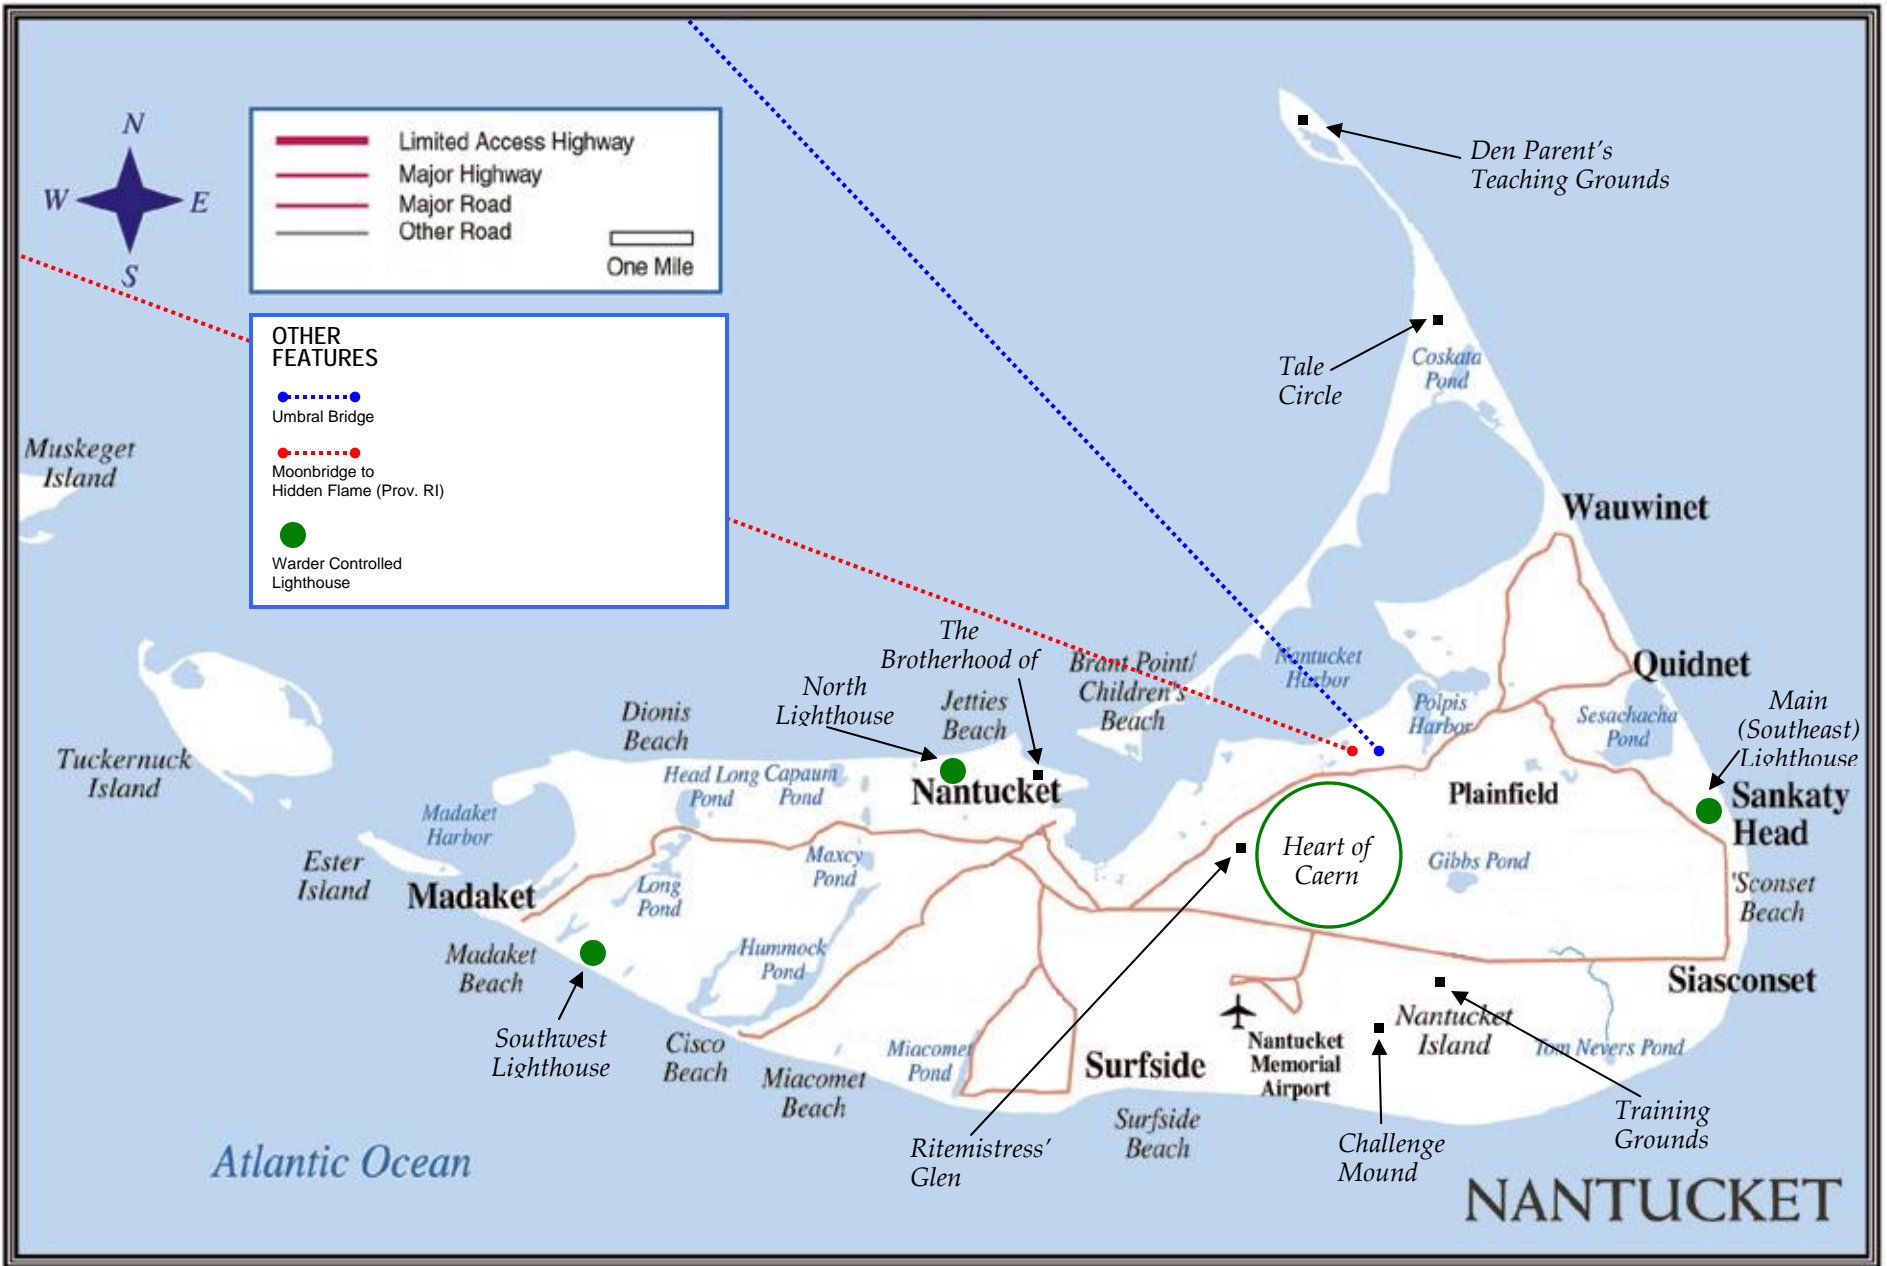 N
W
E
S
Limited Access Highway
Major Highway
Major Road
Other Road
One Mile
OTHER
FEATURES
Umbral Bridge
Moonbridge to
Hidden Flame (Prov. RI)
Warder Controlled
Lighthouse
Den Parent's
Teaching Grounds
Tale
Circle
Coskata
Pond
Muskeget
Island
Wauwinet
The
Brotherhood of
Brant Point/
Children's
Beach
Nantucket
Harbor
Quidnet
North
Lighthouse
Jetties
Beach
Polpis
Harbor
Sesachacha
Pond
Main
(Southeast)
Lighthouse
Dionis
Beach
Tuckernuck
Island
Head Long
Pond
Capaum
Pond
Nantucket
Plainfield
Sankaty
Head
Madaket
Harbor
Heart of
Caern
Gibbs Pond
Ester
Island
Maxcy
Pond
Madaket
Long
Pond
'Sconset
Beach
Madaket
Beach
Hummock
Pond
Siasconset
Southwest
Lighthouse
Cisco
Beach
Miacomet
Pond
Miacomet
Beach
Surfside
Nantucket
Memorial
Airport
Nantucket
Island
Tom Nevers Pond
Surfside
Beach
Training
Grounds
Ritemistress'
Glen
Challenge
Mound
Atlantic Ocean
NANTUCKET